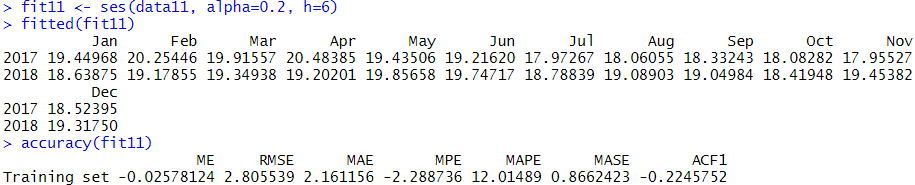 > fit11 <- ses(data11, alpha=0.2, h=6)
> fitted(fit11)
Jan Feb Mar Apr May Jun Jul Aug Sep Oct Nov
2017 19.44968 20.25446 19.91557 20.48385 19.43506 19.21620 17.97267 18.06055 18.33243 18.08282 17.95527
2018 18.63875 19.17855 19.34938 19.20201 19.85658 19.74717 18.78839 19.08903 19.04984 18.41948 19.45382
Dec
2017 18.52395
2018 19.31750
> accuracy(fit11)
ME RMSE MAE MPE MAPE MASE ACF1
Training set -0.02578124 2.805539 2.161156 -2.288736 12.01489 0.8662423 -0.2245752